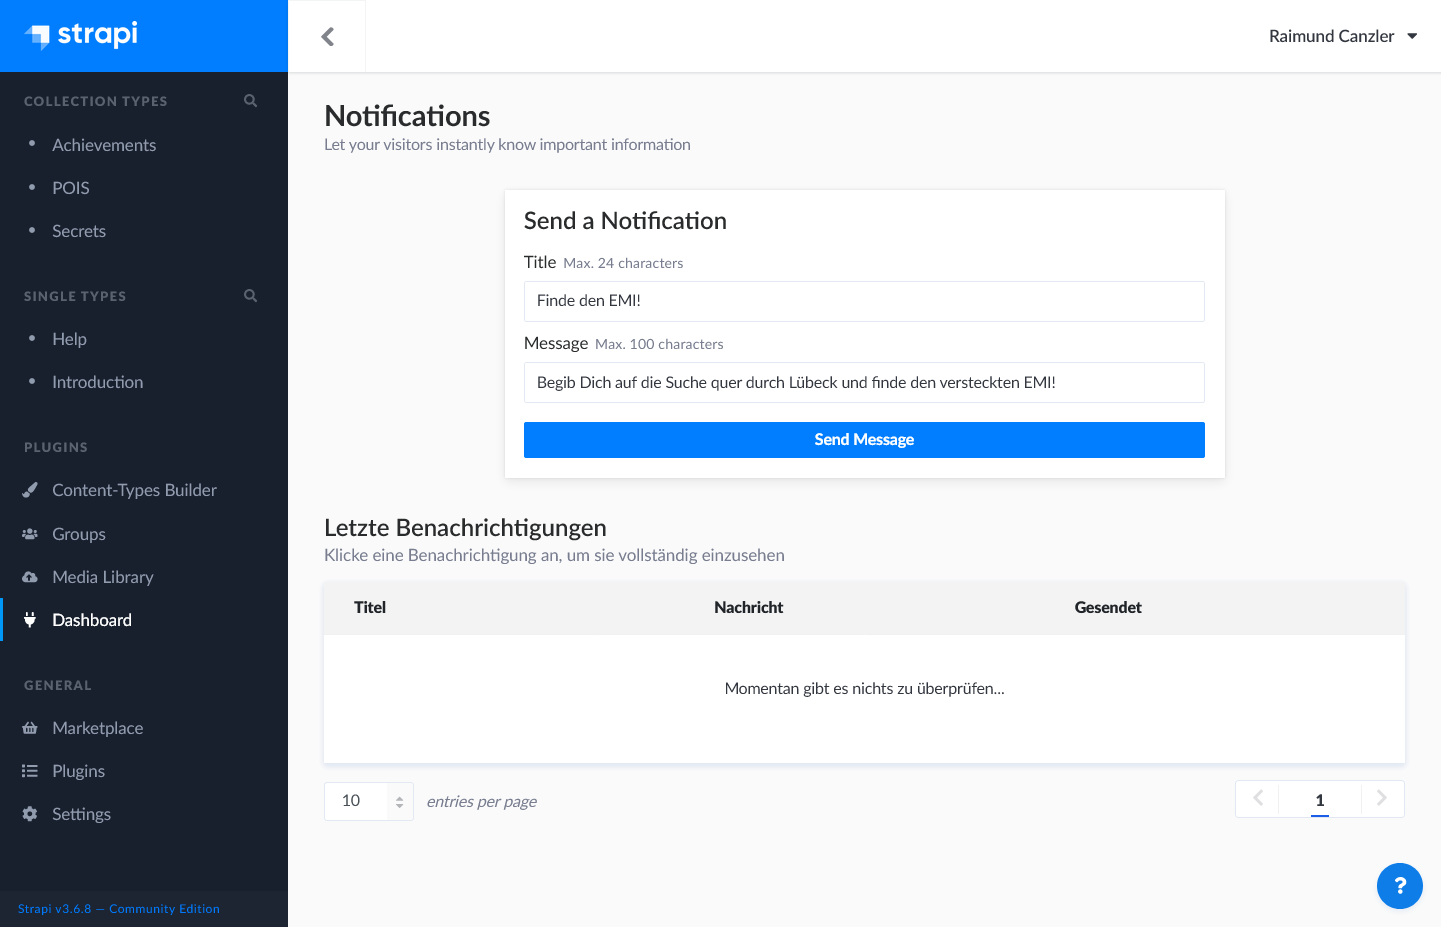 strapi
Raimund Canzler
COLLECTION TYPES
Achievements
POIS
Secrets
SINGLE TYPES
Help
Introduction
PLUGINS
Content-Types Builder
Groups
Media Library
Dashboard
GENERAL
Marketplace
Plugins
Settings
Strapi v3.6.8 — Community Edition
Notifications
Let your visitors instantly know important information
Send a Notification
Title Max. 24 characters
Finde den EMI!
Message Max. 100 characters
Begib Dich auf die Suche quer durch Lübeck und finde den versteckten EMI!
Send Message
Letzte Benachrichtigungen
Klicke eine Benachrichtigung an, um sie vollständig einzusehen
Titel Nachricht Gesendet
Momentan gibt es nichts zu überprüfen...
10 entries per page 1
?